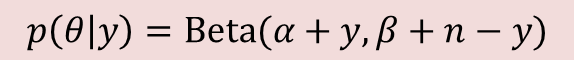 p(θ|y) = Beta(α + y, β + n − y)